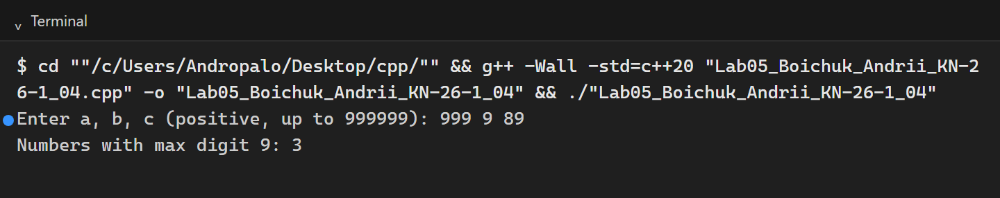 Terminal
$ cd ""/c/Users/Andropalo/Desktop/cpp/"" && g++ -Wall -std=c++20 "Lab05_Boichuk_Andrii_KN-2
6-1_04.cpp" -o "Lab05_Boichuk_Andrii_KN-26-1_04" && ./"Lab05_Boichuk_Andrii_KN-26-1_04"
Enter a, b, c (positive, up to 999999): 999 9 89
Numbers with max digit 9: 3